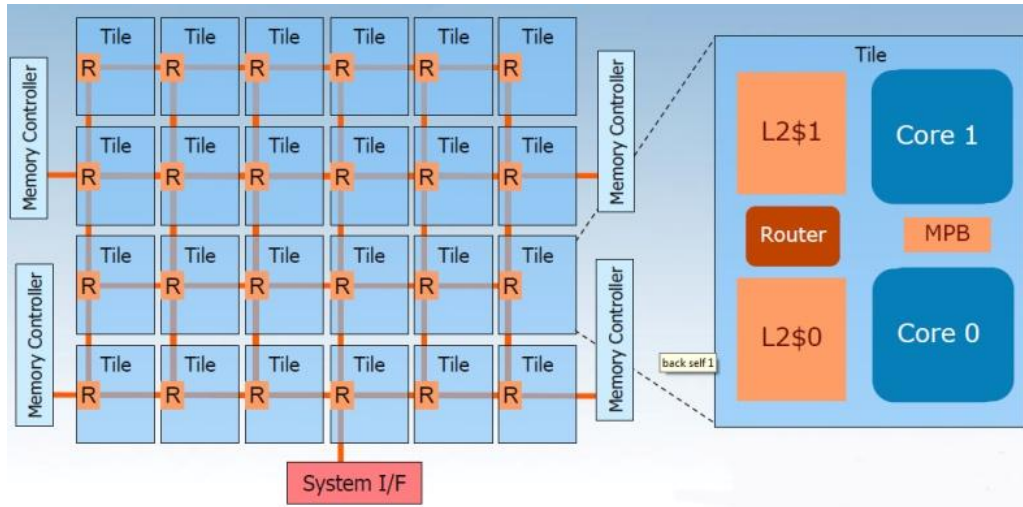 Tile Tile Tile Tile Tile Tile
R R R R R R
Memory Controller
Memory Controller
Tile Tile Tile Tile Tile Tile
R R R R R R
Tile Tile Tile Tile Tile Tile
R R R R R R
Memory Controller
Memory Controller
Tile Tile Tile Tile Tile Tile
R R R R R R
System I/F
Tile
L2$1
Core 1
Router
MPB
L2$0
Core 0
back self 1